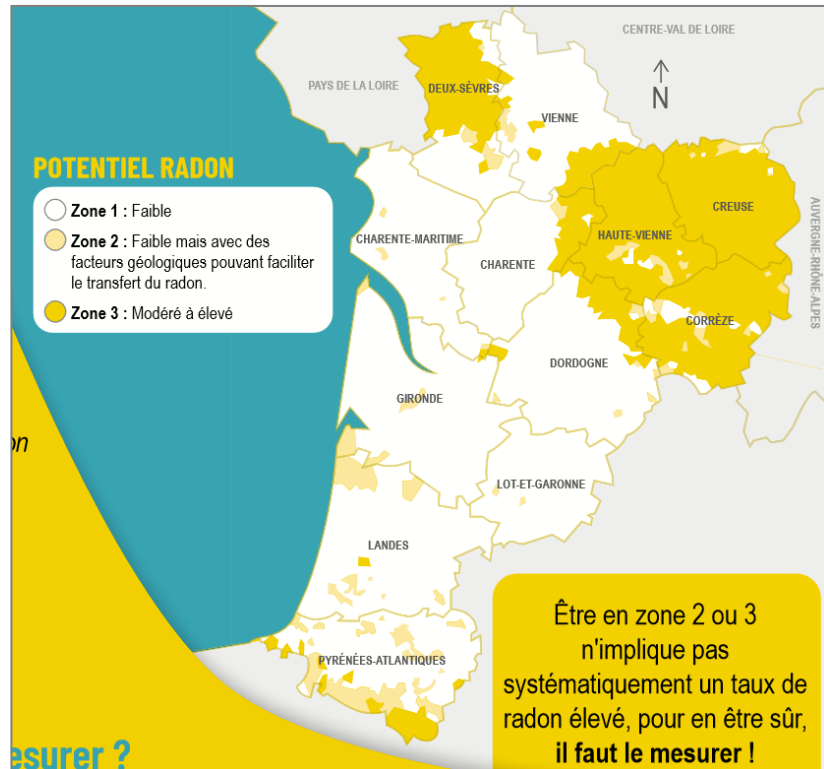 CENTRE-VAL DE LOIRE
PAYS DE LA LOIRE
DEUX-SÈVRES
N
VIENNE
POTENTIEL RADON
Zone 1 : Faible
Zone 2 : Faible mais avec des
facteurs géologiques pouvant faciliter
le transfert du radon.
Zone 3 : Modéré à élevé
CREUSE
HAUTE-VIENNE
AUVERGNE-RHÔNE-ALPES
CHARENTE-MARITIME
CHARENTE
CORRÈZE
DORDOGNE
GIRONDE
on
LOT-ET-GARONNE
LANDES
PYRÉNÉES-ATLANTIQUES
Être en zone 2 ou 3
n'implique pas
systématiquement un taux de
radon élevé, pour en être sûr,
il faut le mesurer !
esurer ?